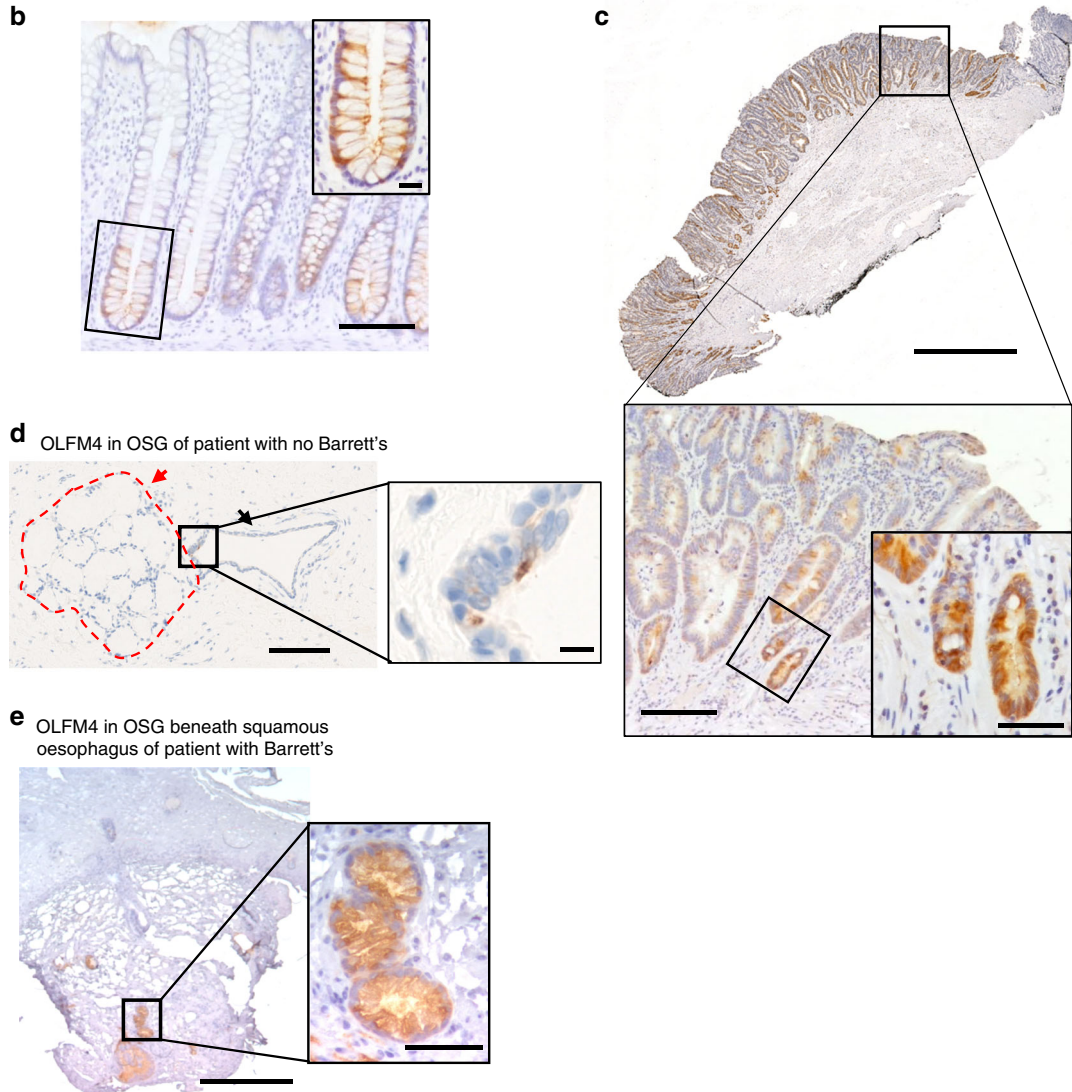 b
c
d
OLFM4 in OSG of patient with no Barrett's
e
OLFM4 in OSG beneath squamous
oesophagus of patient with Barrett's